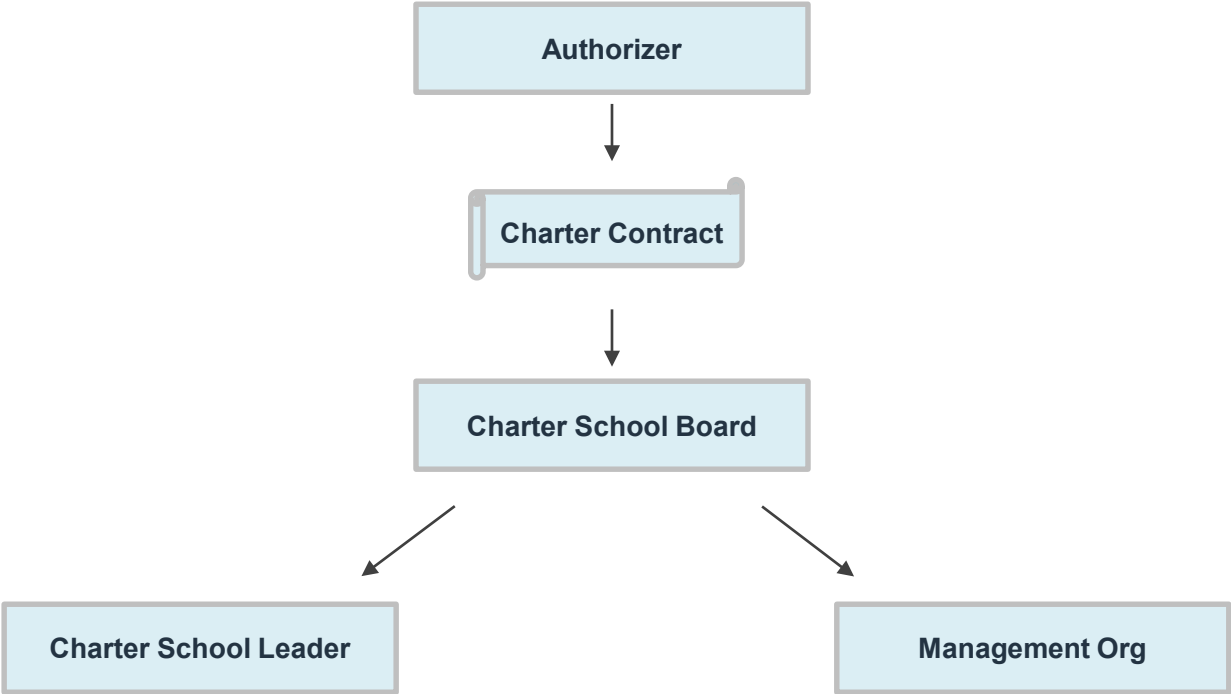 Authorizer
Charter Contract
Charter School Board
Charter School Leader
Management Org